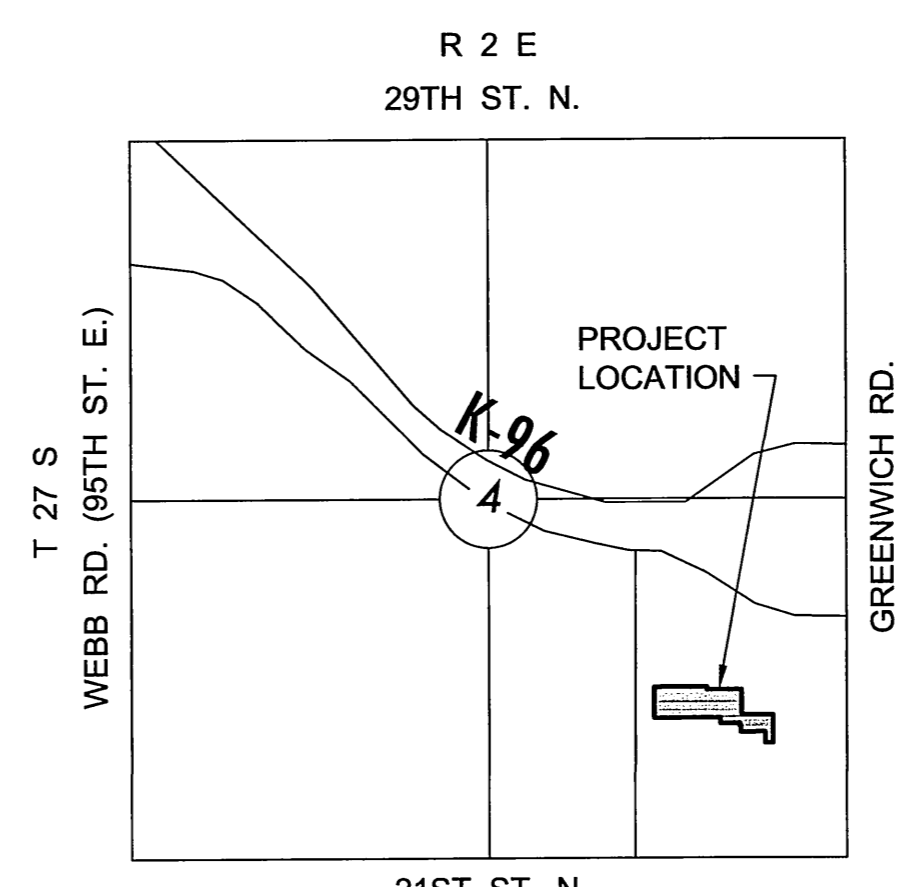 R 2 E
29TH ST. N.
PROJECT
LOCATION
K-96
4
T 27 S
WEBB RD. (95TH ST. E.)
GREENWICH RD.
21ST ST. N.